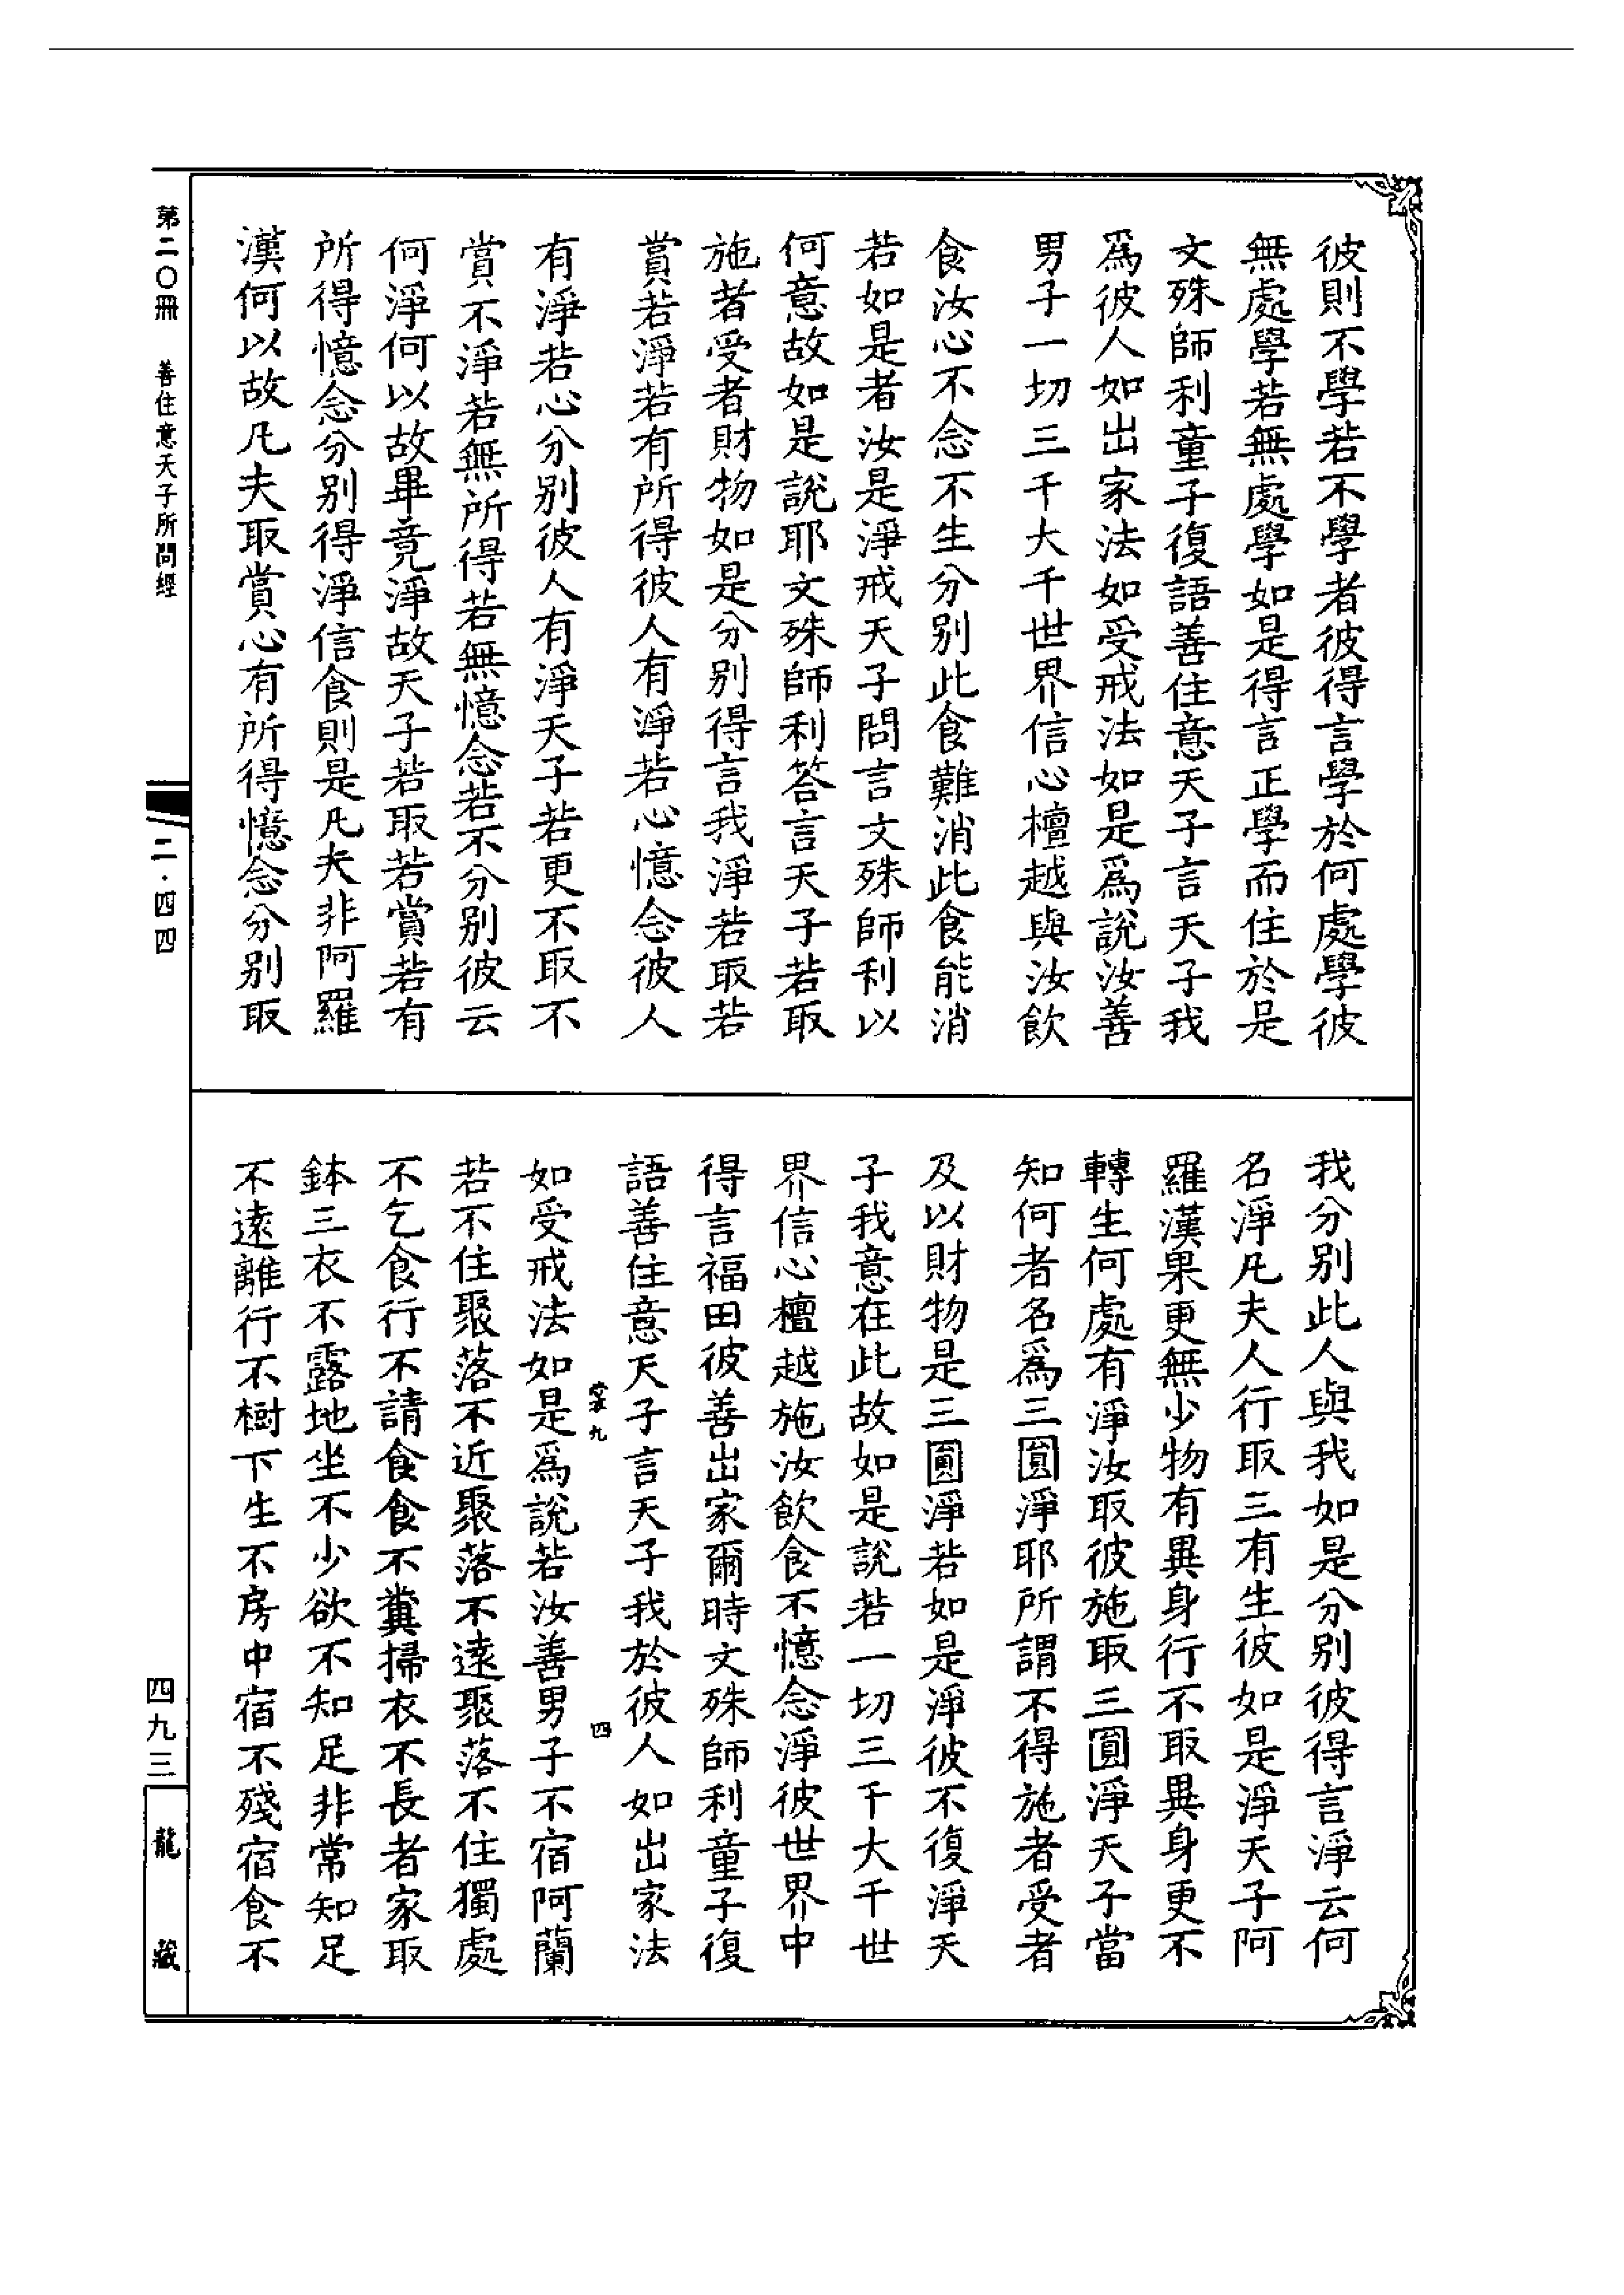 彼則不學若不學者彼得言學於何處學彼
無處學若無處學如是得言正學而住於是
文殊師利童子復語善住意天子言天子我
爲彼人如出家法如受戒法如是爲說汝善
男子一切三千大千世界信心檀越與汝飲
食汝心不念不生分別此食難消此食能消
若如是者汝是淨戒天子問言文殊師利以
何意故如是說耶文殊師利答言天子若取
施者受者財物如是分別得言我淨若取若
賞若淨若有所得彼人有淨若心憶念彼人
有淨若心分別彼人有淨天子若更不取不
賞不淨若無所得若無憶念若不分別彼云
何淨何以故畢竟淨故天子若取若賞若有
所得憶念分別得淨信食則是凡夫非阿羅
漢何以故凡夫取賞心有所得憶念分別取
我分別此人與我如是分別彼得言淨云何
名淨凡夫人行取三有生彼如是淨天子阿
羅漢果更無少物有異身行不取異身更不
轉生何處有淨汝取彼施取三圓淨天子當
知何者名爲三圓淨耶所謂不得施者受者
及以財物是三圓淨若如是淨彼不復淨天
子我意在此故如是說若一切三千大千世
界信心檀越施汝飲食不憶念淨彼世界中
得言福田彼善出家爾時文殊師利童子復
語善住意天子言天子我於彼人如出家法
九 四
如受戒法如是爲說若汝善男子不宿阿蘭
若不住聚落不近聚落不遠聚落不住獨處
不乞食行不請食食不糞掃衣不長者家取
鉢三衣不露地坐不少欲不知足非常知足
不遠離行不樹下生不房中宿不殘宿食不
第二〇冊 善住意天子所問經
二·四四
四九三
龍藏